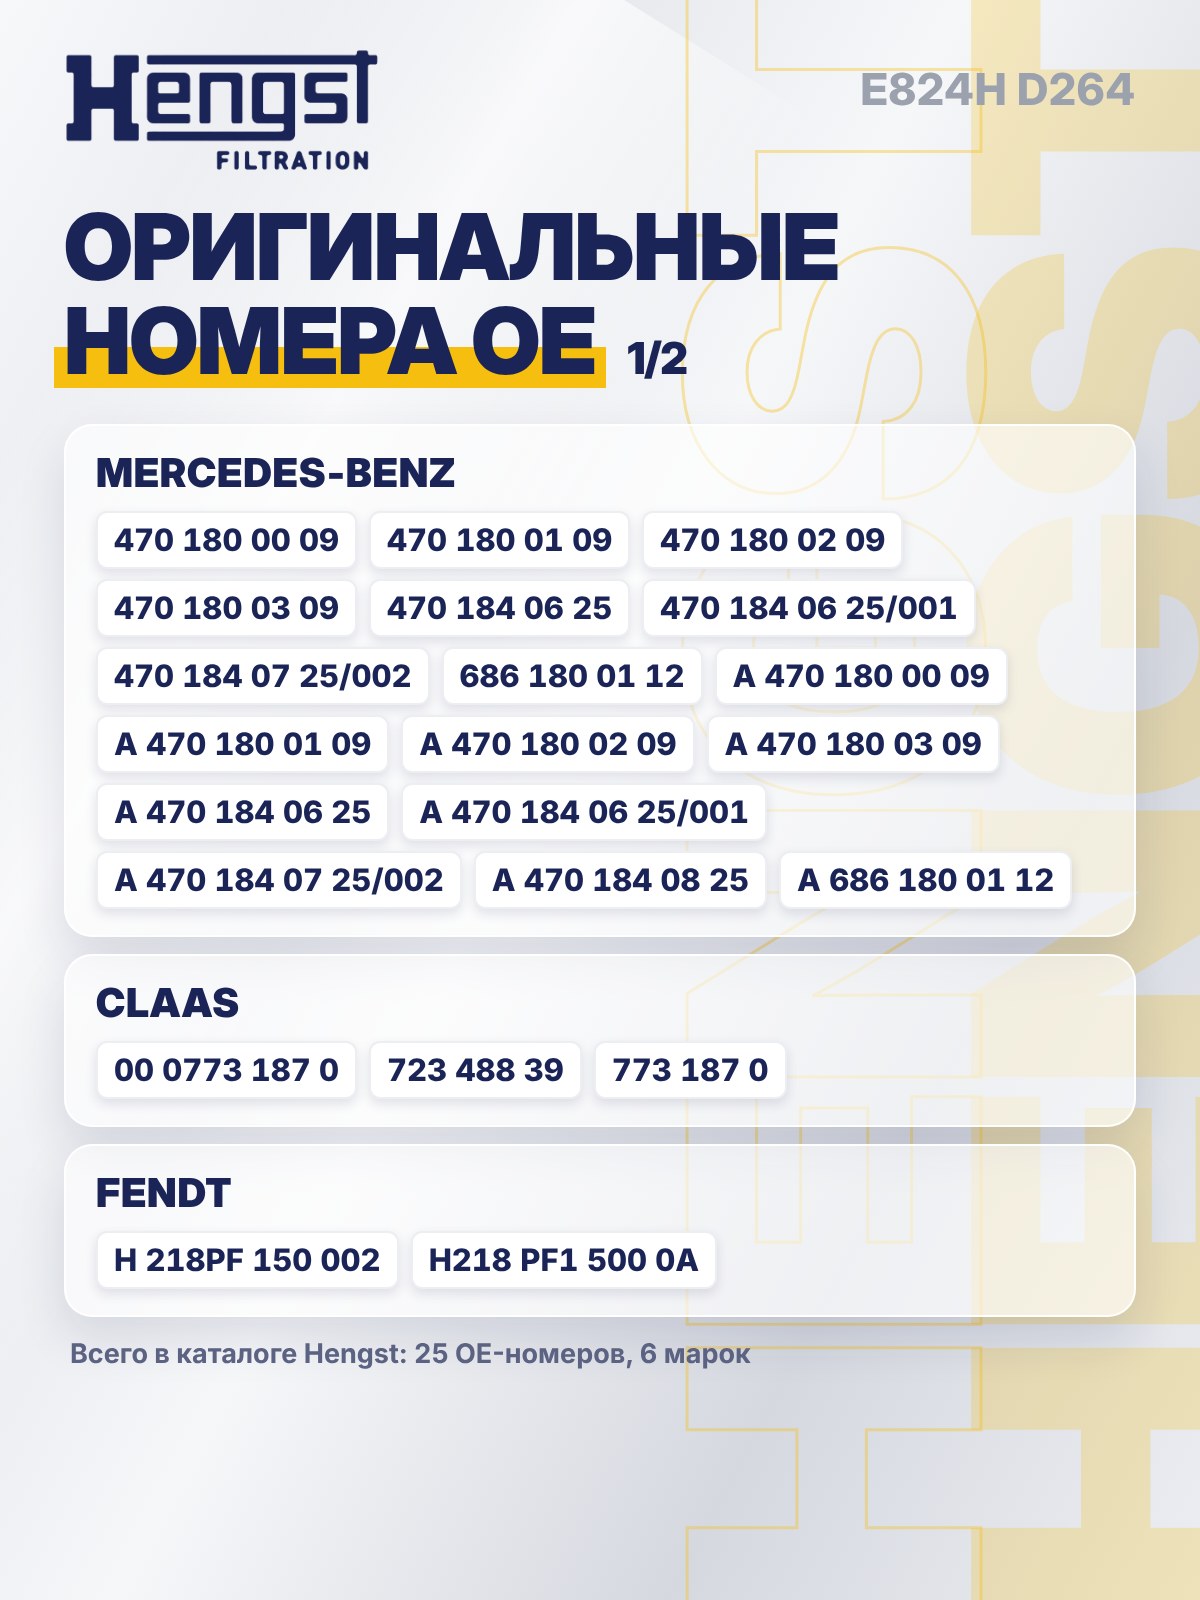 Hengst
FILTRATION
E824H D264
ОРИГИНАЛЬНЫЕ
НОМЕРА OE 1/2
MERCEDES-BENZ
470 180 00 09 470 180 01 09 470 180 02 09
470 180 03 09 470 184 06 25 470 184 06 25/001
470 184 07 25/002 686 180 01 12 A 470 180 00 09
A 470 180 01 09 A 470 180 02 09 A 470 180 03 09
A 470 184 06 25 A 470 184 06 25/001
A 470 184 07 25/002 A 470 184 08 25 A 686 180 01 12
CLAAS
00 0773 187 0 723 488 39 773 187 0
FENDT
H 218PF 150 002 H218 PF1 500 0A
Всего в каталоге Hengst: 25 OE-номеров, 6 марок
HENGST
HENGST